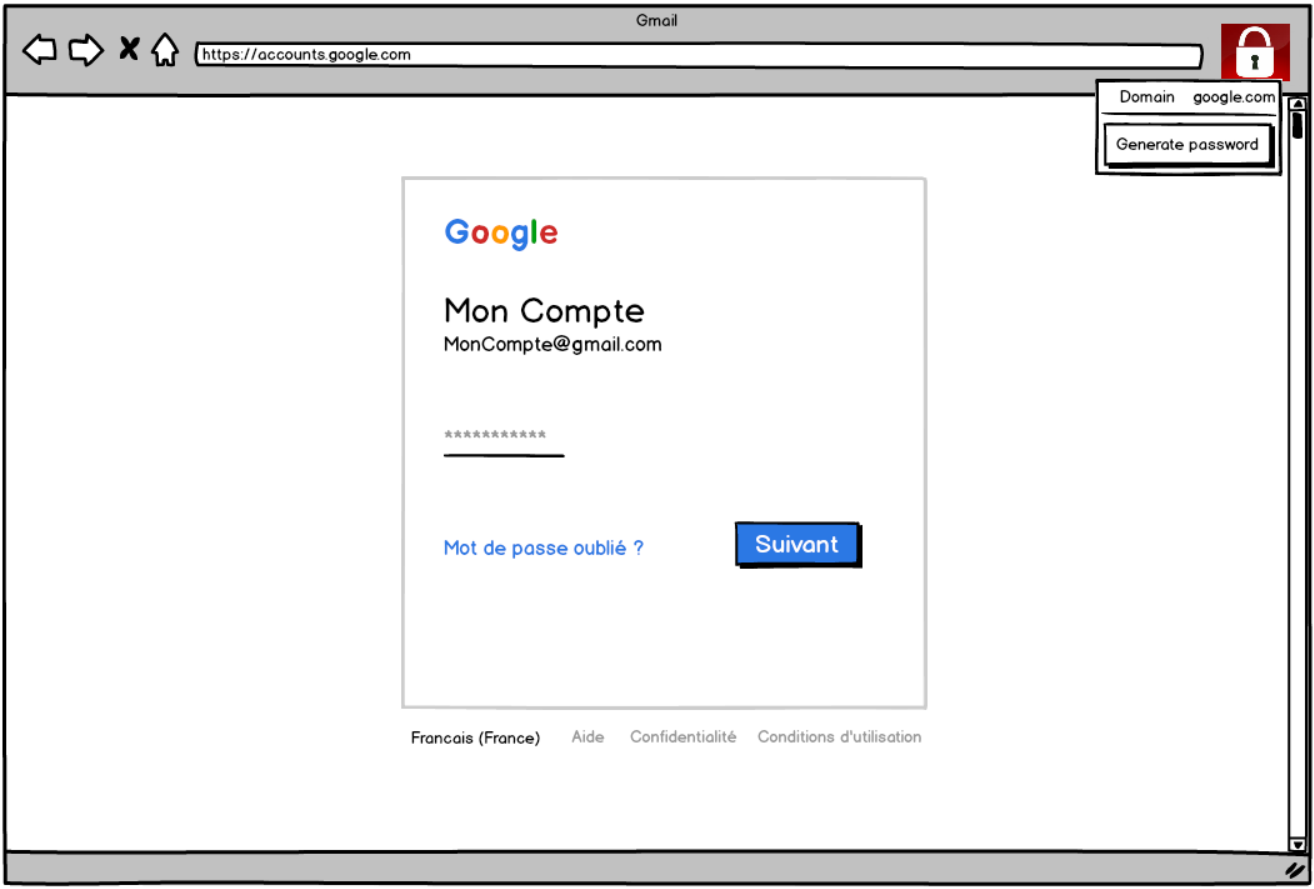 Gmail
https://accounts.google.com
Domain google.com
Generate password
Google
Mon Compte
MonCompte@gmail.com
***********
Mot de passe oublié ?
Suivant
Francais (France) Aide Confidentialité Conditions d'utilisation